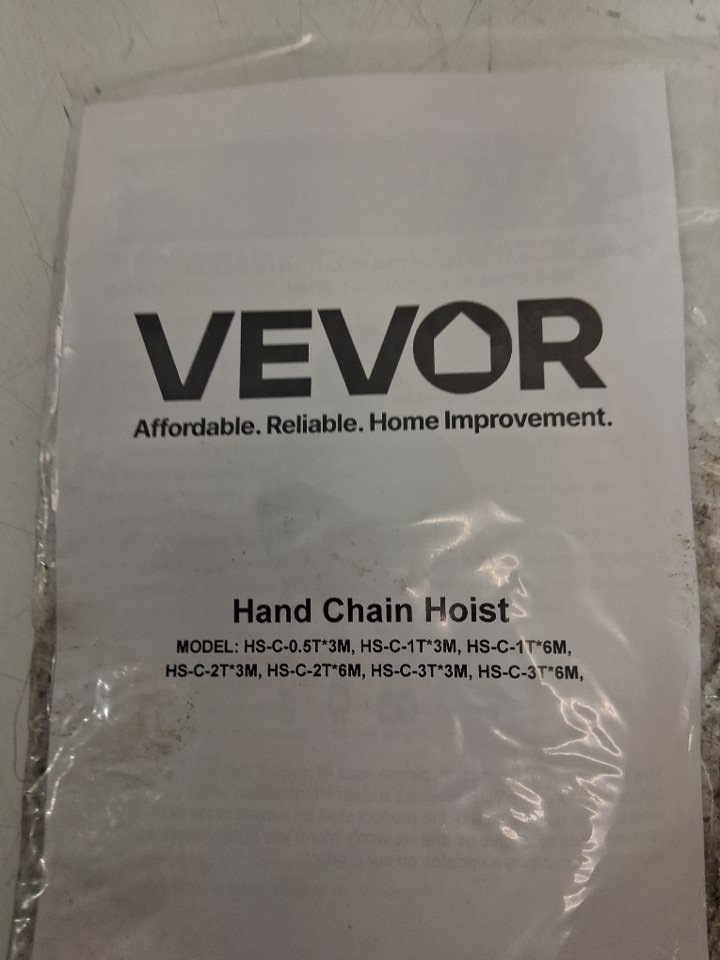 VEVOR
Affordable. Reliable. Home Improvement.
Hand Chain Hoist
MODEL: HS-C-0.5T*3M, HS-C-1T*3M, HS-C-1T*6M,
HS-C-2T*3M, HS-C-2T*6M, HS-C-3T*3M, HS-C-3T*6M,